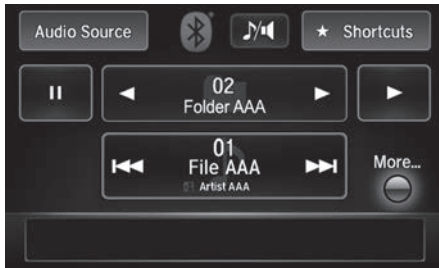 Audio Source
Shortcuts
02
Folder AAA
01
File AAA
Artist AAA
More...